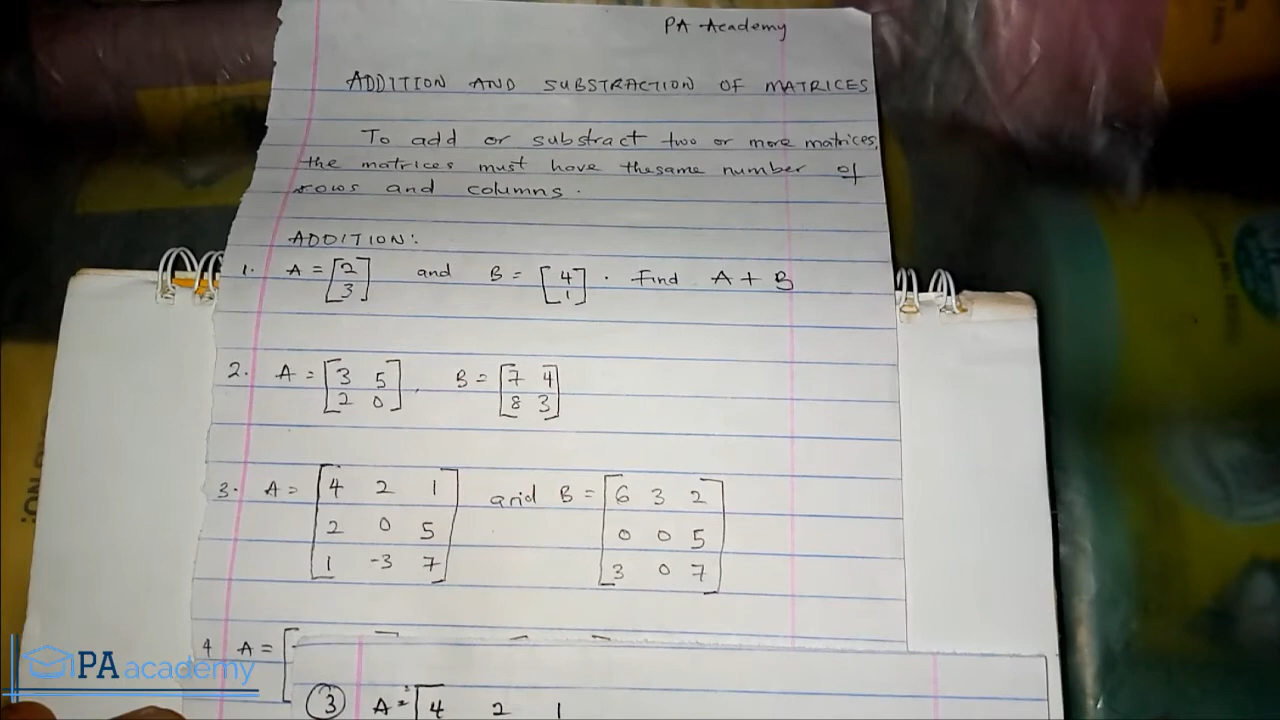 PA Academy
ADDITION AND SUBSTRACTION OF MATRICES
To add or substract two or more matrices,
the matrices must have thesame number of
rows and columns.
ADDITION:
1. A = [2 and B = [4] . Find A + B
3] 1]
2. A = [3 5], B = [7 4
2 0] 8 3]
3. A = [4 2 1] and B = [6 3 2]
2 0 5 0 0 5
1 -3 7 3 0 7
4 A = [
3 A = [4 2 1
PA academy